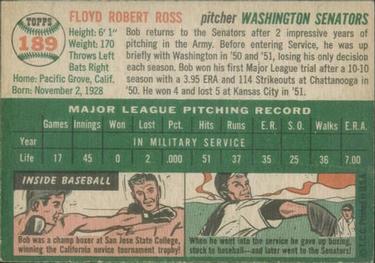 TOPPS
189
FLOYD ROBERT ROSS pitcher WASHINGTON SENATORS
Height: 6' 1"
Weight: 170
Throws Left
Bats Right
Home: Pacific Grove, Calif.
Born: November 2, 1928
Bob returns to the Senators after 2 impressive years of
pitching in the Army. Before entering Service, he was up
briefly with Washington in '50 and '51, losing his only decision
each year. Bob won his first Major League trial after a 10-10
season with a 3.95 ERA and 114 Strikeouts at Chattanooga
in '50. He won 4 and lost 5 at Kansas City in '51.
MAJOR LEAGUE PITCHING RECORD
Games Innings Won Lost Pct. Hits Runs E.R. S.O. Walks E.R.A.
Year IN MILITARY SERVICE
Life 17 45 0 2 .000 51 37 35 25 36 7.00
INSIDE BASEBALL
Bob was a champ boxer at San Jose State College,
winning the California novice tournament trophy!
When he went into the service he gave up boxing,
stuck to baseball—and later went to the Senators!